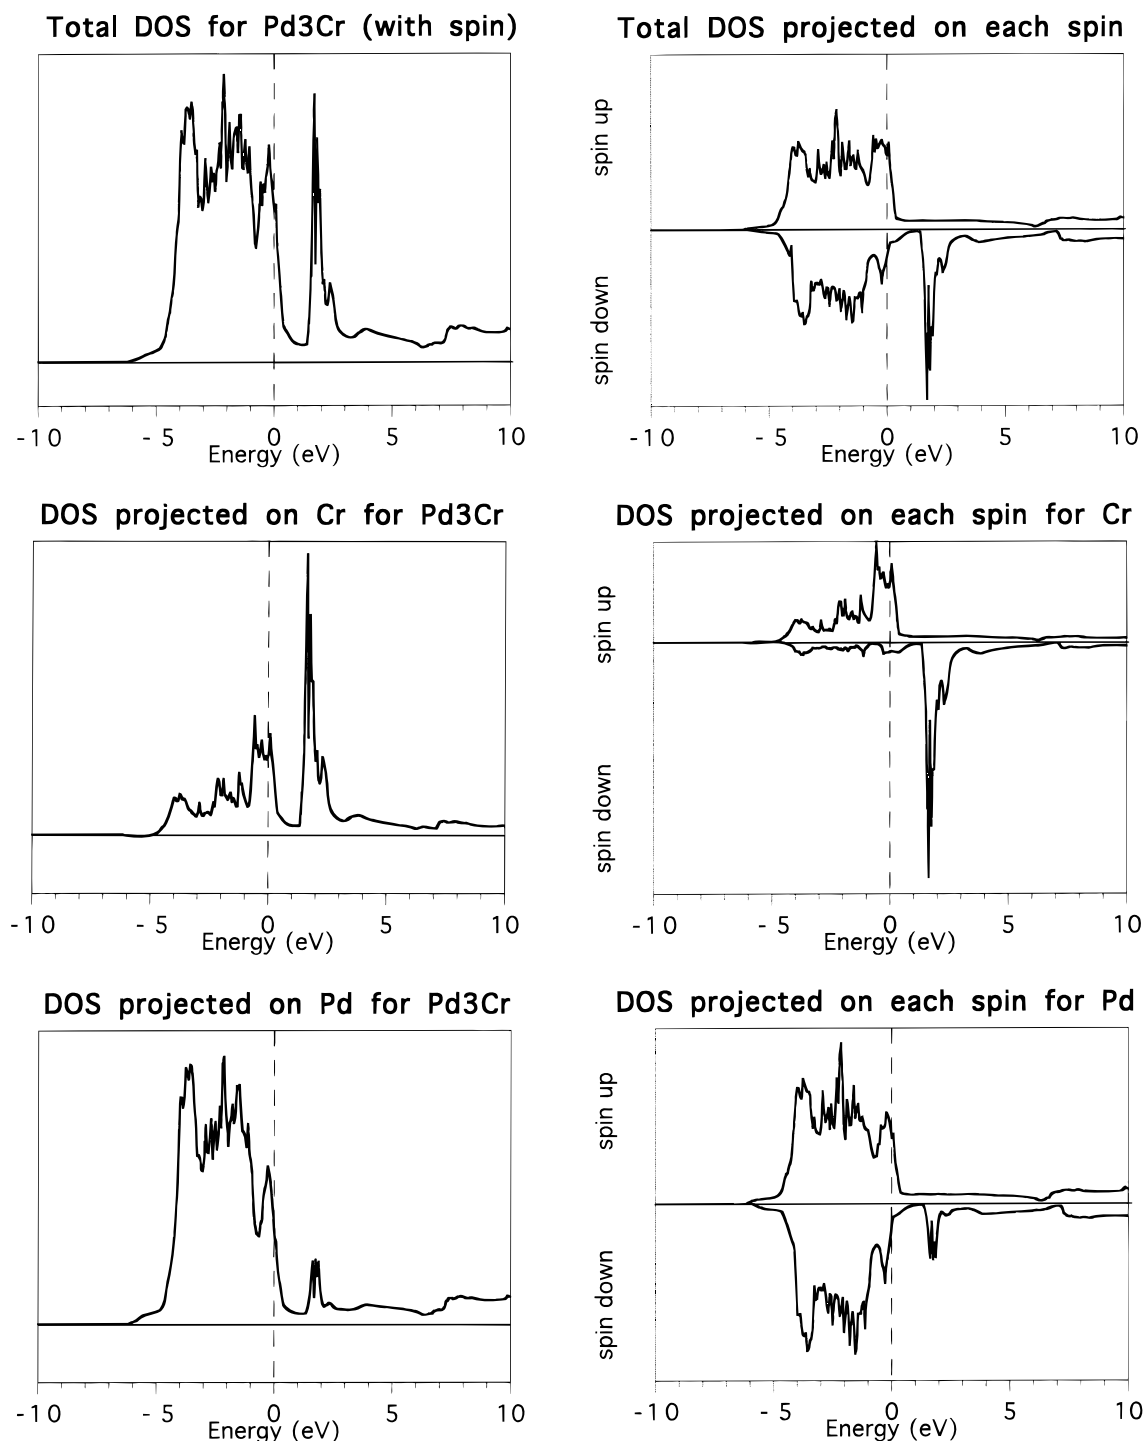 Total DOS for Pd3Cr (with spin)
-10 -5 0 5 10
Energy (eV)
Total DOS projected on each spin
spin up
spin down
-10 -5 0 5 10
Energy (eV)
DOS projected on Cr for Pd3Cr
-10 -5 0 5 10
Energy (eV)
DOS projected on each spin for Cr
spin up
spin down
-10 -5 0 5 10
Energy (eV)
DOS projected on Pd for Pd3Cr
-10 -5 0 5 10
Energy (eV)
DOS projected on each spin for Pd
spin up
spin down
-10 -5 0 5 10
Energy (eV)